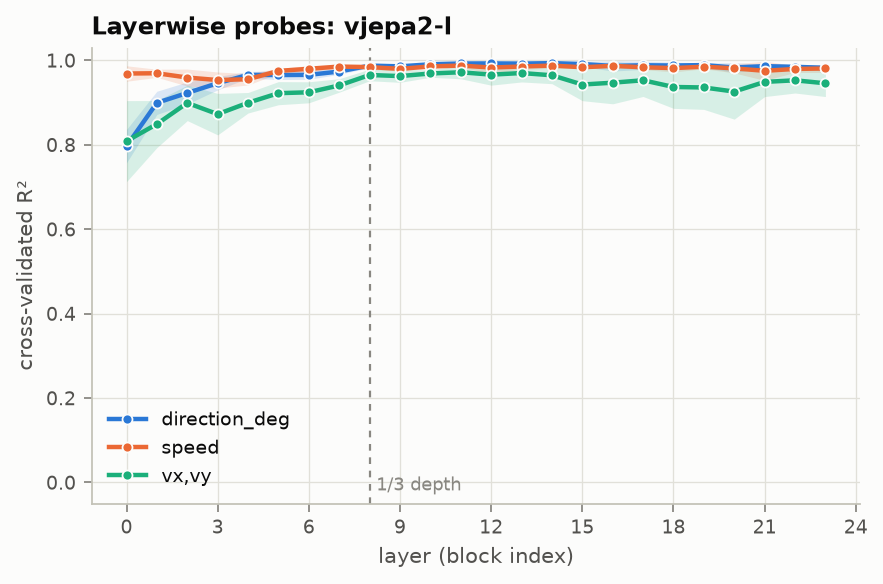 Layerwise probes: vjepa2-l
cross-validated R²
1.0
0.8
0.6
0.4
0.2
0.0
direction_deg
speed
vx,vy
1/3 depth
0 3 6 9 12 15 18 21 24
layer (block index)